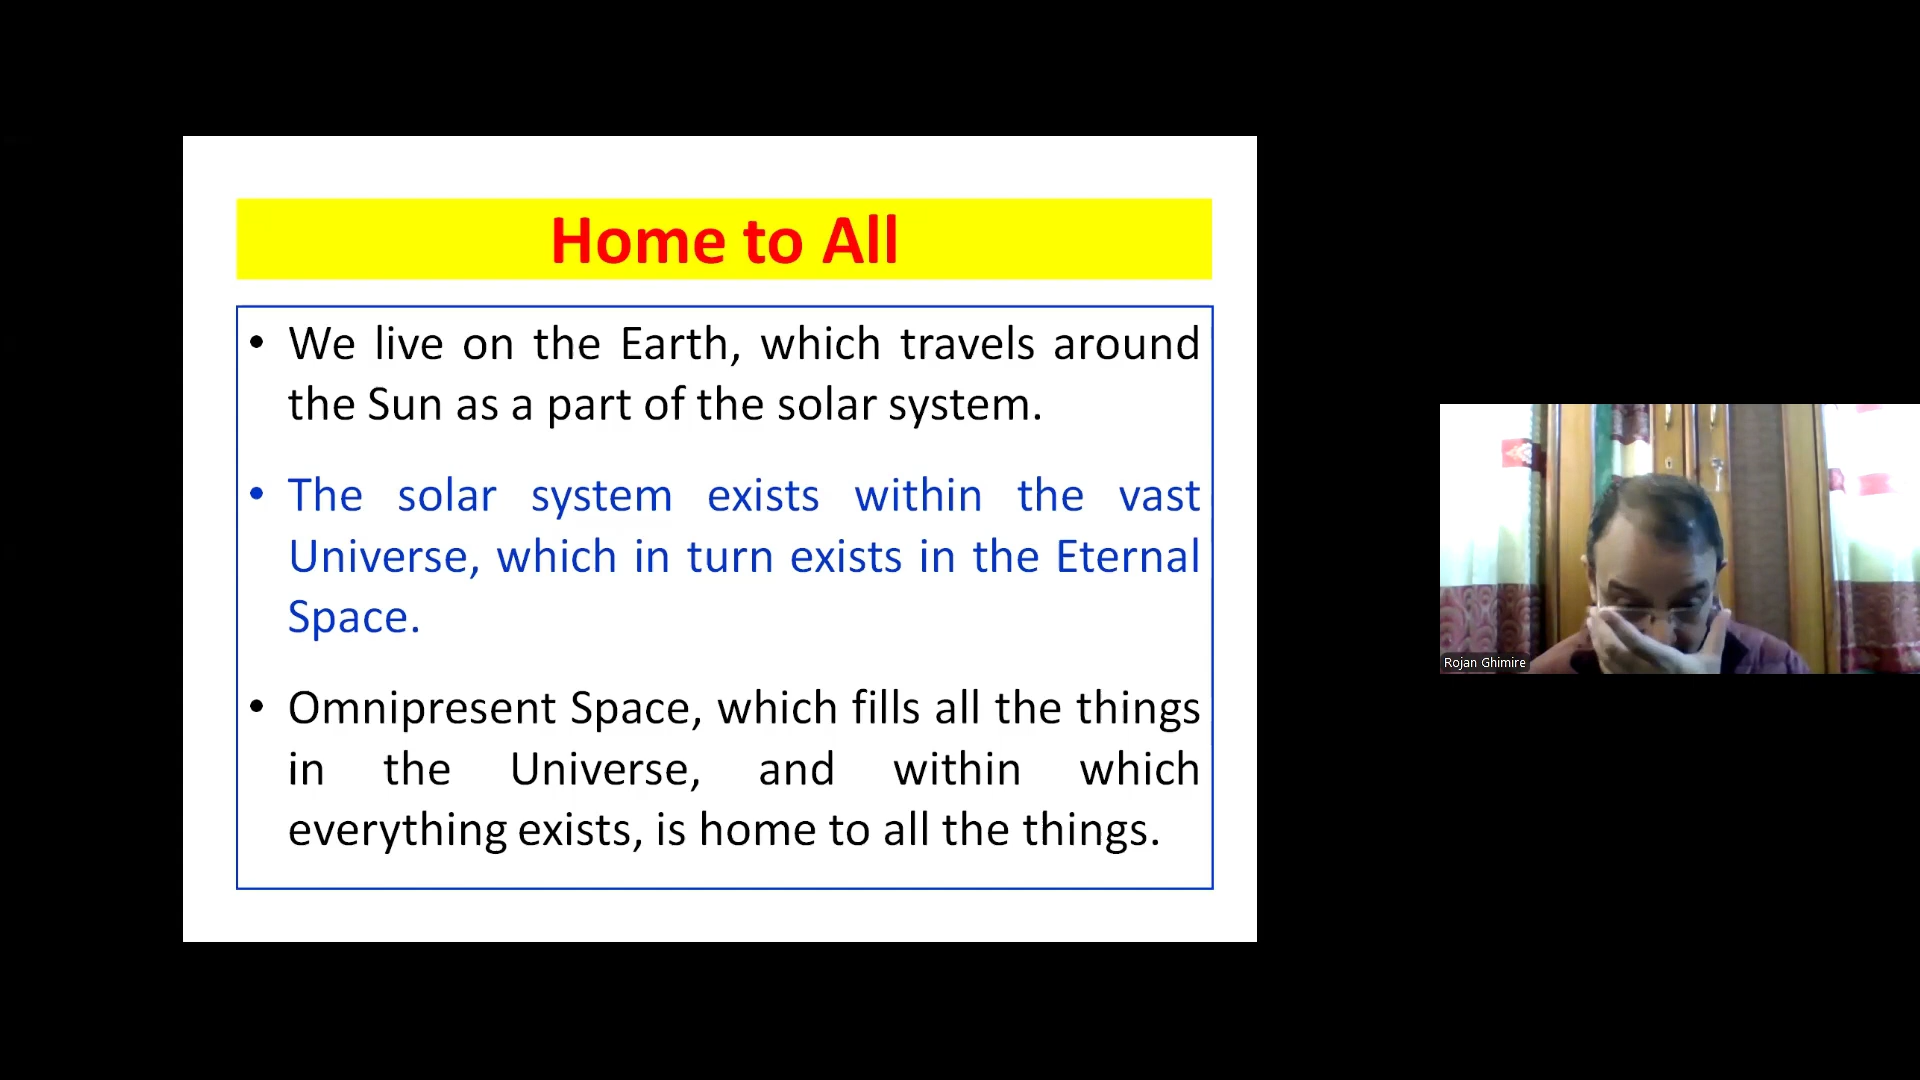 Home to All
• We live on the Earth, which travels around
the Sun as a part of the solar system.
• The solar system exists within the vast
Universe, which in turn exists in the Eternal
Space.
• Omnipresent Space, which fills all the things
in the Universe, and within which
everything exists, is home to all the things.
Rojan Ghimire